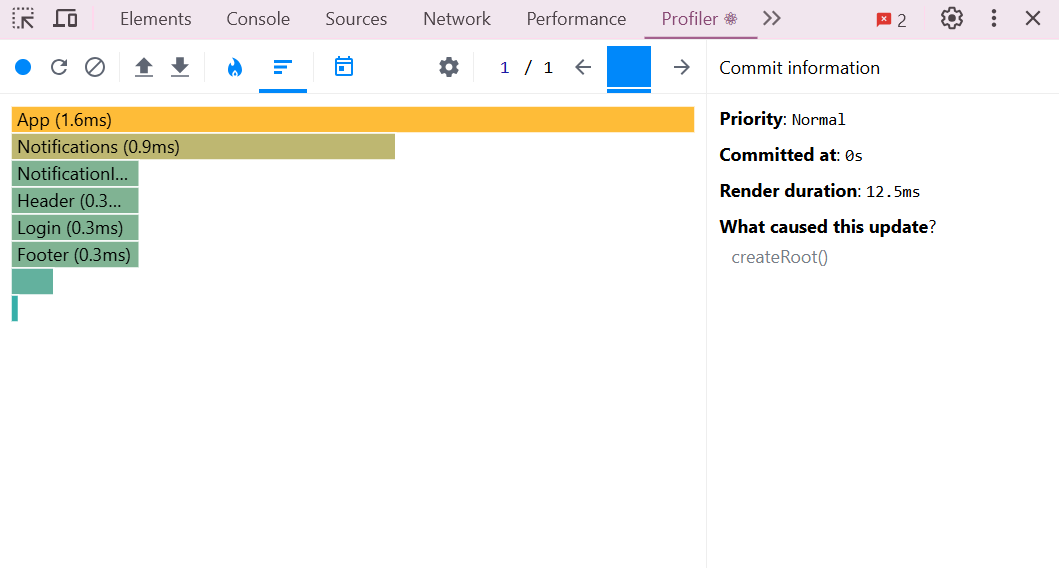 Elements Console Sources Network Performance Profiler ⚛ 2
1 / 1
Commit information
App (1.6ms)
Notifications (0.9ms)
NotificationI...
Header (0.3...
Login (0.3ms)
Footer (0.3ms)
Priority: Normal
Committed at: 0s
Render duration: 12.5ms
What caused this update?
createRoot()